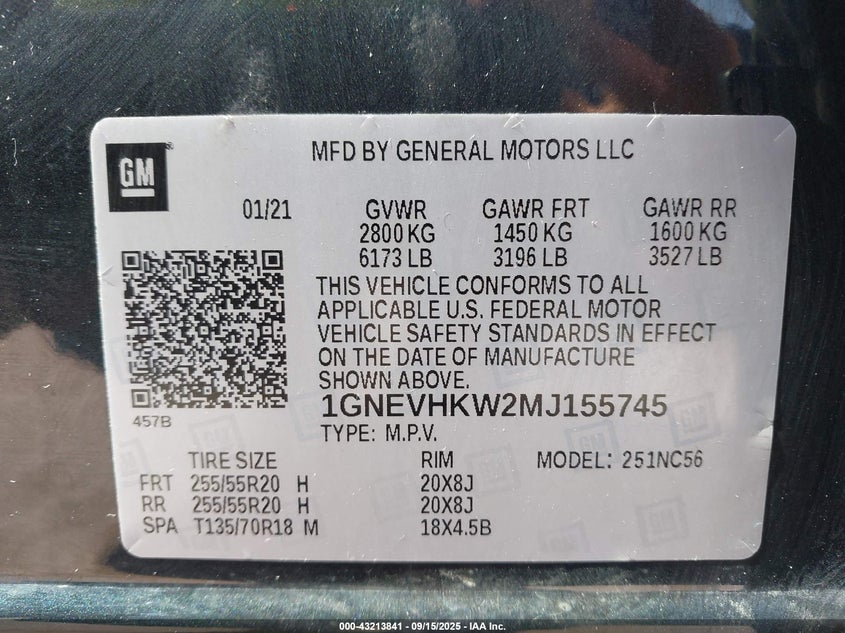 GM
MFD BY GENERAL MOTORS LLC
01/21 GVWR GAWR FRT GAWR RR
2800 KG 1450 KG 1600 KG
6173 LB 3196 LB 3527 LB
THIS VEHICLE CONFORMS TO ALL
APPLICABLE U.S. FEDERAL MOTOR
VEHICLE SAFETY STANDARDS IN EFFECT
ON THE DATE OF MANUFACTURE
SHOWN ABOVE.
1GNEVHKW2MJ155745
457B
TYPE: M.P.V.
TIRE SIZE RIM MODEL: 251NC56
FRT 255/55R20 H 20X8J
RR 255/55R20 H 20X8J
SPA T135/70R18 M 18X4.5B
000-43213841 - 09/15/2025 - IAA Inc.